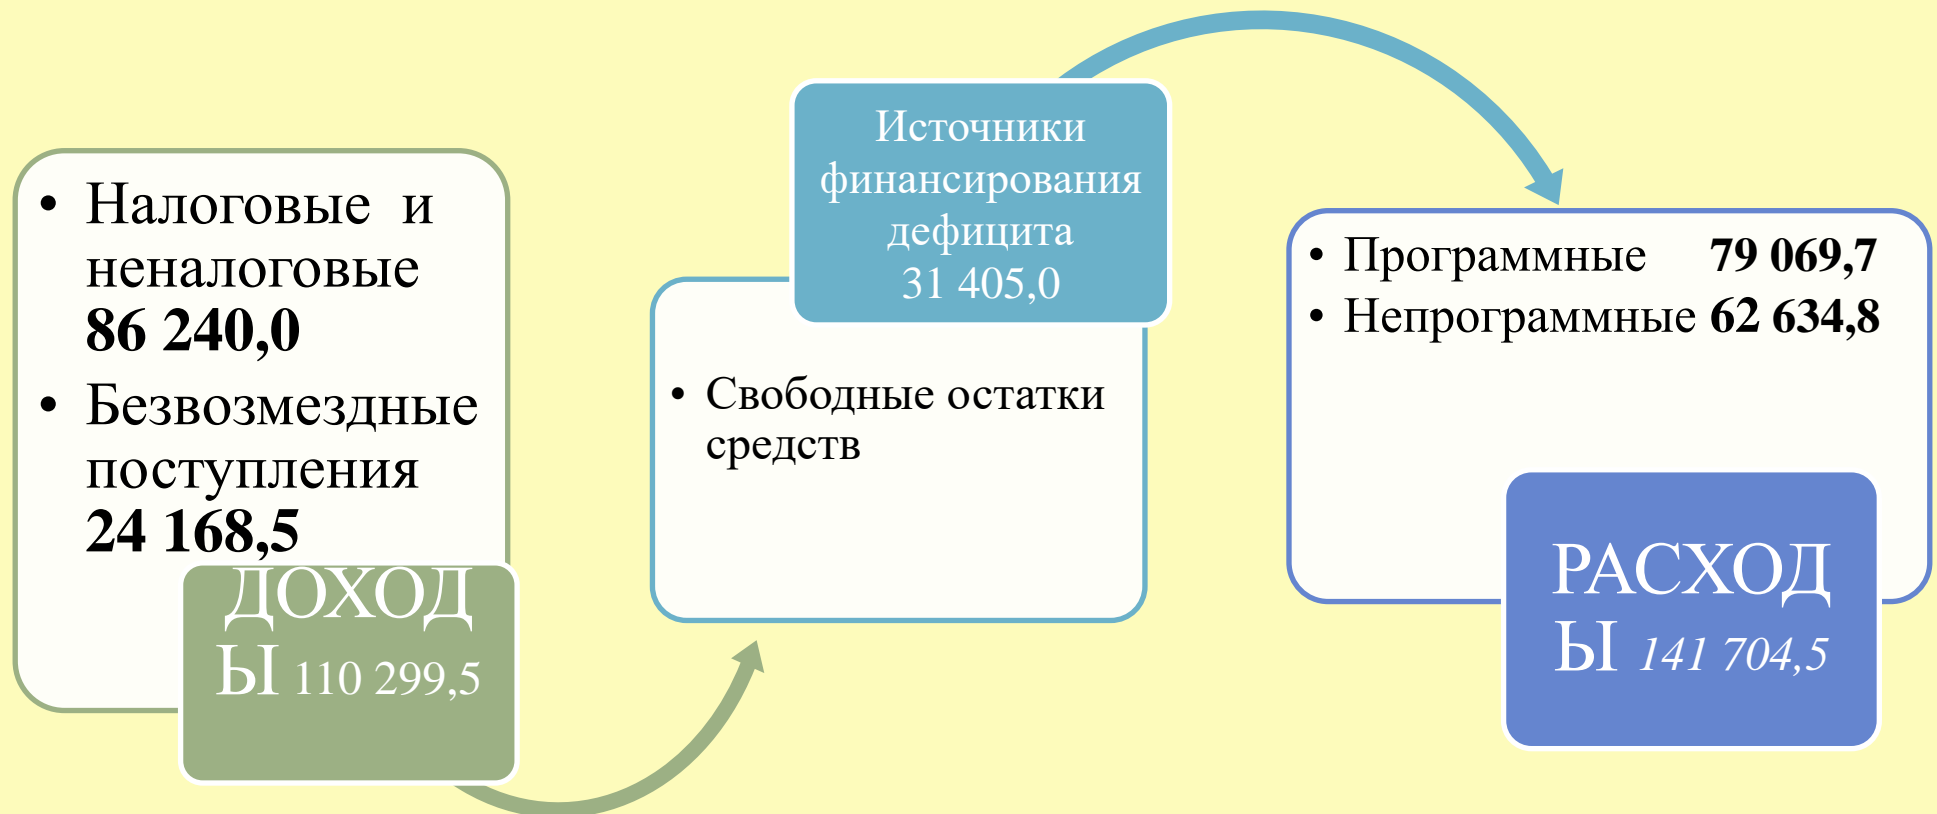 • Налоговые и
неналоговые
86 240,0
• Безвозмездные
поступления
24 168,5
ДОХОД
Ы 110 299,5
Источники
финансирования
дефицита
31 405,0
• Свободные остатки
средств
• Программные 79 069,7
• Непрограммные 62 634,8
РАСХОД
Ы 141 704,5